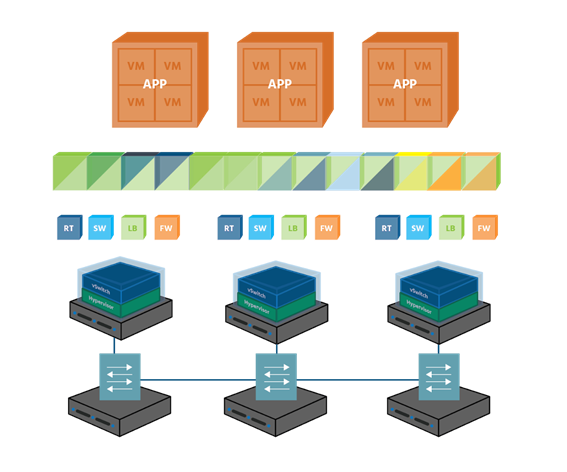 VM VM VM VM VM VM
APP APP APP
VM VM VM VM VM VM
RT SW LB FW RT SW LB FW RT SW LB FW
vSwitch vSwitch vSwitch
Hypervisor Hypervisor Hypervisor